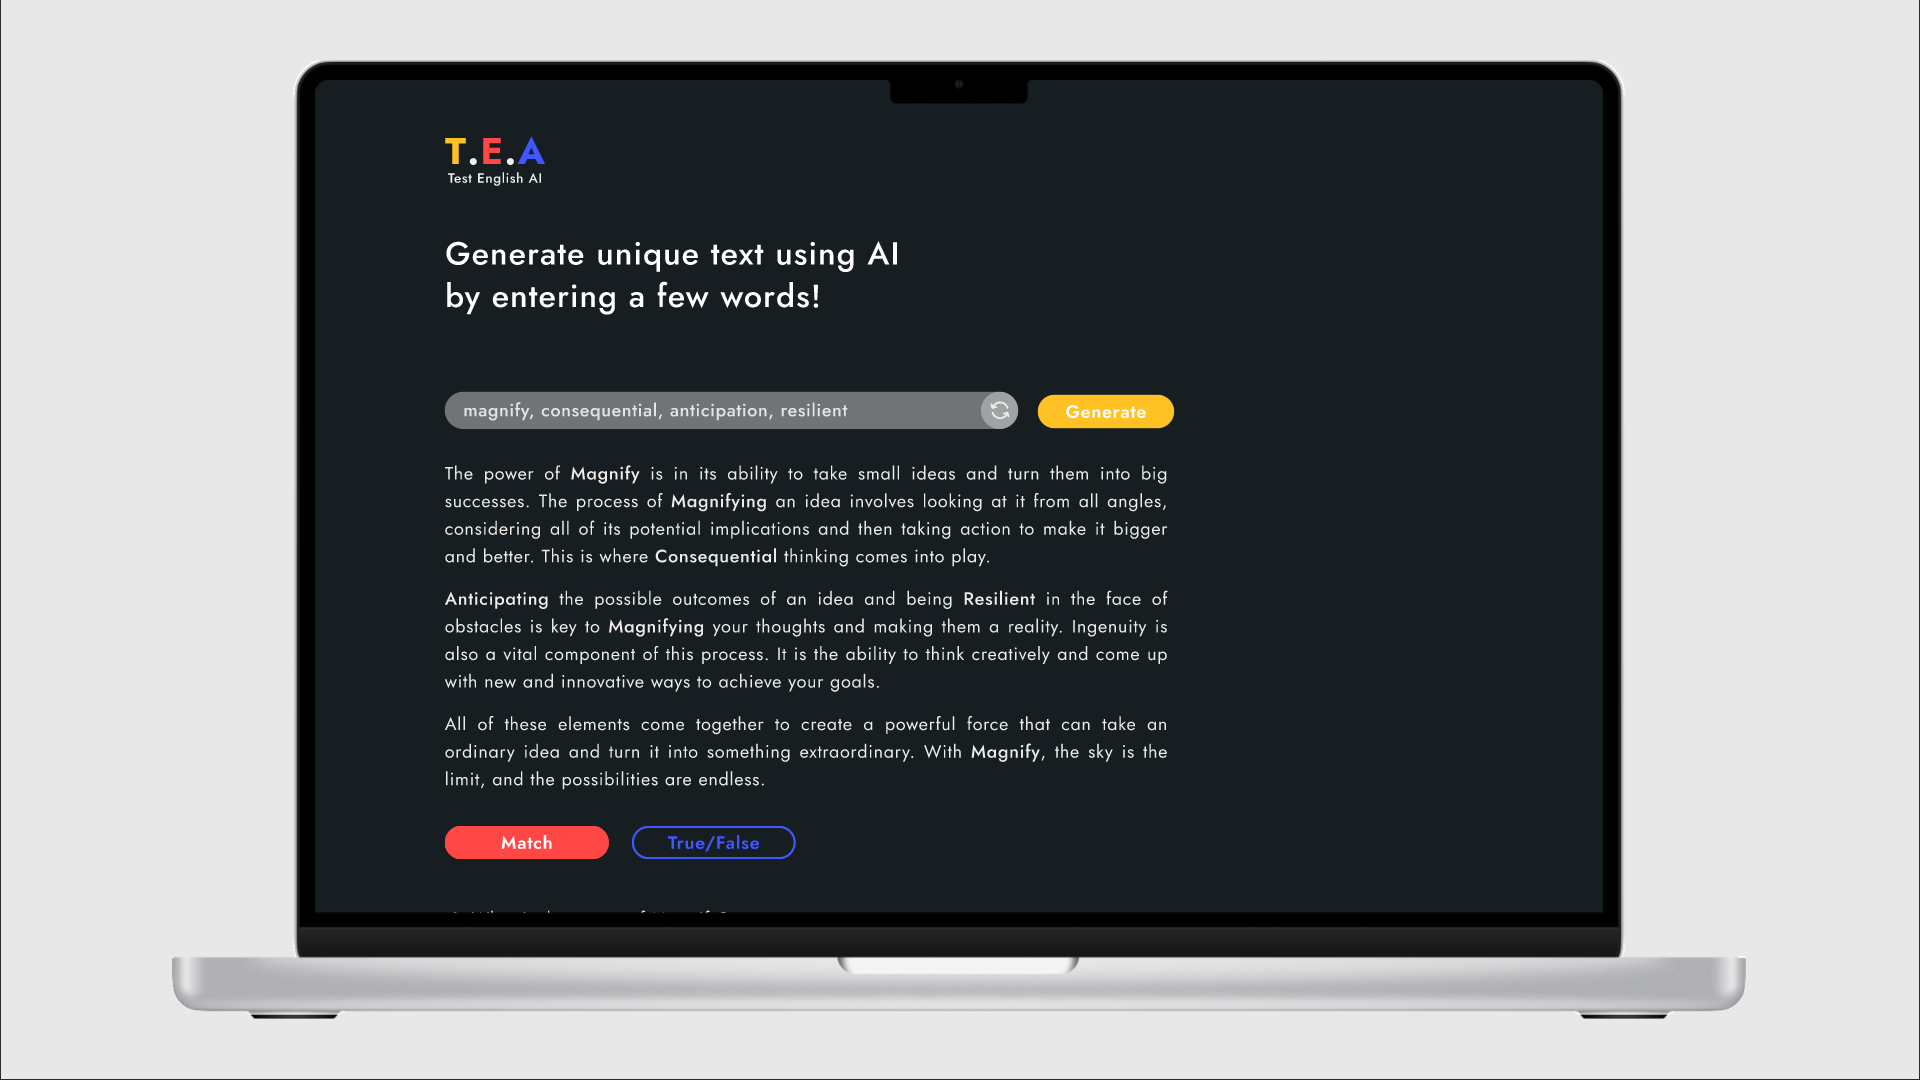 T.E.A
Test English AI
Generate unique text using AI
by entering a few words!
magnify, consequential, anticipation, resilient
Generate
The power of Magnify is in its ability to take small ideas and turn them into big
successes. The process of Magnifying an idea involves looking at it from all angles,
considering all of its potential implications and then taking action to make it bigger
and better. This is where Consequential thinking comes into play.
Anticipating the possible outcomes of an idea and being Resilient in the face of
obstacles is key to Magnifying your thoughts and making them a reality. Ingenuity is
also a vital component of this process. It is the ability to think creatively and come up
with new and innovative ways to achieve your goals.
All of these elements come together to create a powerful force that can take an
ordinary idea and turn it into something extraordinary. With Magnify, the sky is the
limit, and the possibilities are endless.
Match
True/False